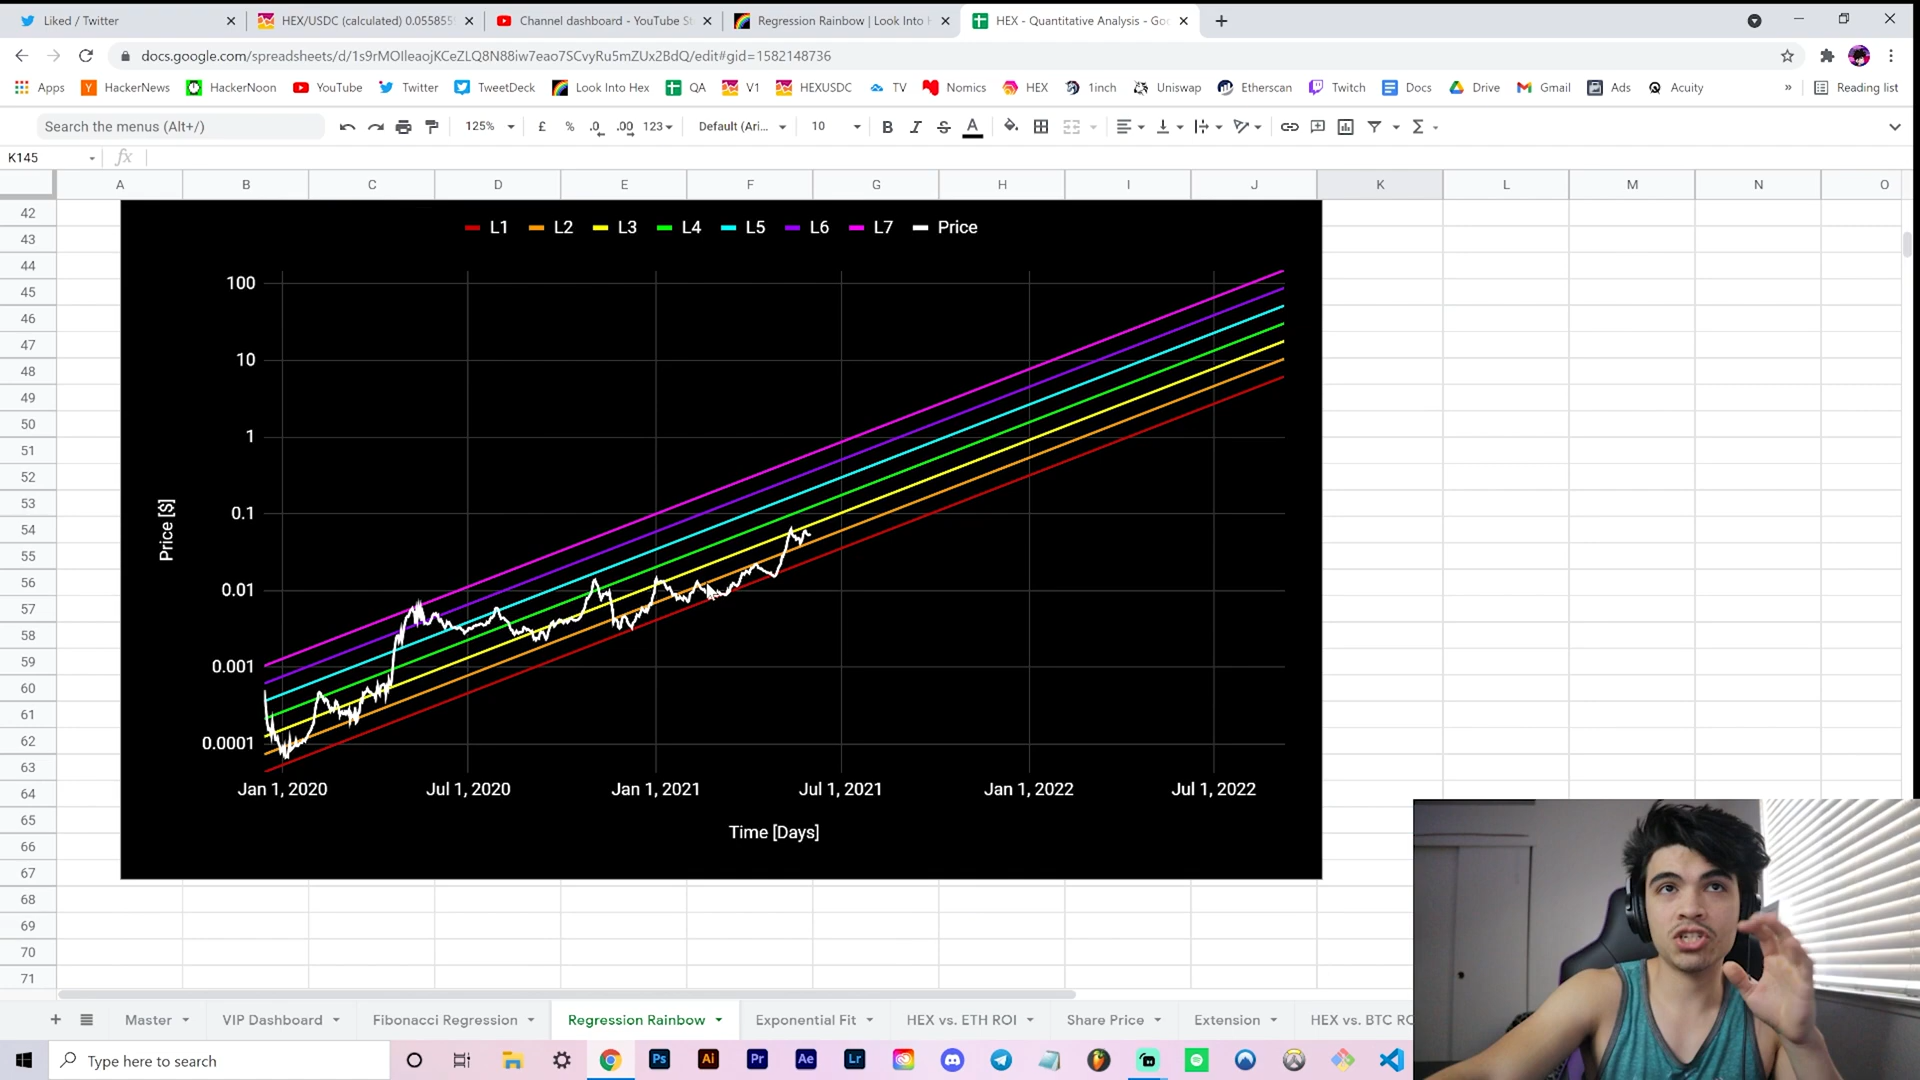 Liked / Twitter
HEX/USDC (calculated) 0.0558555
Channel dashboard - YouTube St
Regression Rainbow | Look Into H
HEX - Quantitative Analysis - Goo
docs.google.com/spreadsheets/d/1s9rMOIleaojKCeZLQ8N88iw7eao7SCvyRu5mZUx2BdQ/edit#gid=1582148736
Apps HackerNews HackerNoon YouTube Twitter TweetDeck Look Into Hex QA V1 HEXUSDC TV Nomics HEX 1inch Uniswap Etherscan Twitch Docs Drive Gmail Ads Acuity » Reading list
Search the menus (Alt+/) 125% £ % .0 .00 123 Default (Ari... 10 B I S A Σ
K145 fx
A B C D E F G H I J K L M N O
42
43
44
45
46
47
48
49
50
51
52
53
54
55
56
57
58
59
60
61
62
63
64
65
66
67
68
69
70
71
L1 L2 L3 L4 L5 L6 L7 Price
100
10
1
0.1
0.01
0.001
0.0001
Price [$]
Jan 1, 2020 Jul 1, 2020 Jan 1, 2021 Jul 1, 2021 Jan 1, 2022 Jul 1, 2022
Time [Days]
Master VIP Dashboard Fibonacci Regression Regression Rainbow Exponential Fit HEX vs. ETH ROI Share Price Extension HEX vs. BTC RO
Type here to search Ps Ai Pr Ae Lr